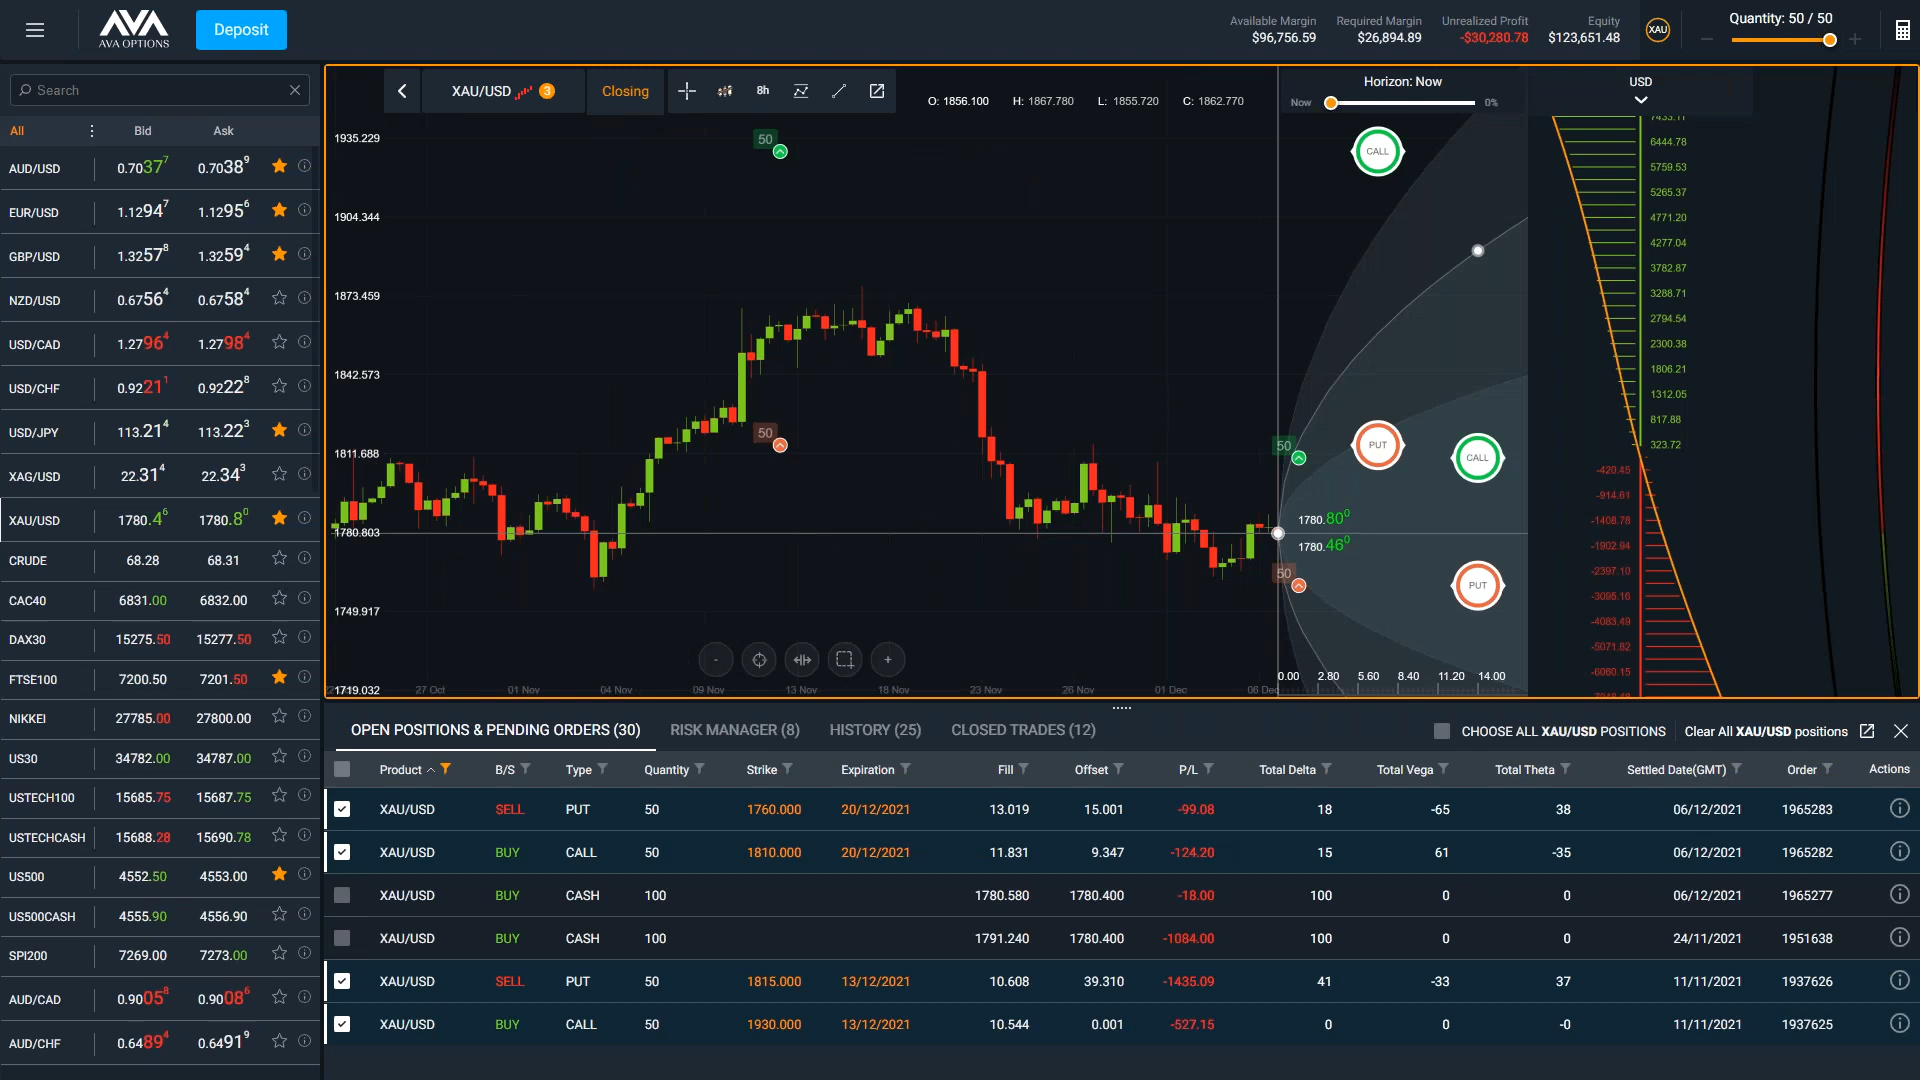 AVA OPTIONS
Deposit
Available Margin
$96,756.59
Required Margin
$26,894.89
Unrealized Profit
-$30,280.78
Equity
$123,651.48
XAU
Quantity: 50 / 50
Search
All Bid Ask
AUD/USD 0.70377 0.70389
EUR/USD 1.12947 1.12956
GBP/USD 1.32578 1.32594
NZD/USD 0.67564 0.67584
USD/CAD 1.27964 1.27984
USD/CHF 0.92211 0.92228
USD/JPY 113.214 113.223
XAG/USD 22.314 22.343
XAU/USD 1780.46 1780.80
CRUDE 68.28 68.31
CAC40 6831.00 6832.00
DAX30 15275.50 15277.50
FTSE100 7200.50 7201.50
NIKKEI 27785.00 27800.00
US30 34782.00 34787.00
USTECH100 15685.75 15687.75
USTECHCASH 15688.28 15690.78
US500 4552.50 4553.00
US500CASH 4555.90 4556.90
SPI200 7269.00 7273.00
AUD/CAD 0.90058 0.90086
AUD/CHF 0.64894 0.64919
XAU/USD 3 Closing 8h
O: 1856.100 H: 1867.780 L: 1855.720 C: 1862.770
Horizon: Now
Now 0%
USD
1935.229
1904.344
1873.459
1842.573
1811.688
1780.803
1749.917
1719.032
50
50
50
50
CALL
PUT
CALL
PUT
1780.800
1780.460
27 Oct 01 Nov 04 Nov 09 Nov 13 Nov 18 Nov 23 Nov 26 Nov 01 Dec 06 Dec
0.00 2.80 5.60 8.40 11.20 14.00
- +
6444.78
5759.53
5265.37
4771.20
4277.04
3782.87
3288.71
2794.54
2300.38
1806.21
1312.05
817.88
323.72
-420.45
-914.61
-1408.78
-1902.94
-2397.10
-3095.16
-4083.49
-5071.82
-6060.15
OPEN POSITIONS & PENDING ORDERS (30) RISK MANAGER (8) HISTORY (25) CLOSED TRADES (12) CHOOSE ALL XAU/USD POSITIONS Clear All XAU/USD positions
Product B/S Type Quantity Strike Expiration Fill Offset P/L Total Delta Total Vega Total Theta Settled Date(GMT) Order Actions
XAU/USD SELL PUT 50 1760.000 20/12/2021 13.019 15.001 -99.08 18 -65 38 06/12/2021 1965283
XAU/USD BUY CALL 50 1810.000 20/12/2021 11.831 9.347 -124.20 15 61 -35 06/12/2021 1965282
XAU/USD BUY CASH 100 1780.580 1780.400 -18.00 100 0 0 06/12/2021 1965277
XAU/USD BUY CASH 100 1791.240 1780.400 -1084.00 100 0 0 24/11/2021 1951638
XAU/USD SELL PUT 50 1815.000 13/12/2021 10.608 39.310 -1435.09 41 -33 37 11/11/2021 1937626
XAU/USD BUY CALL 50 1930.000 13/12/2021 10.544 0.001 -527.15 0 0 -0 11/11/2021 1937625